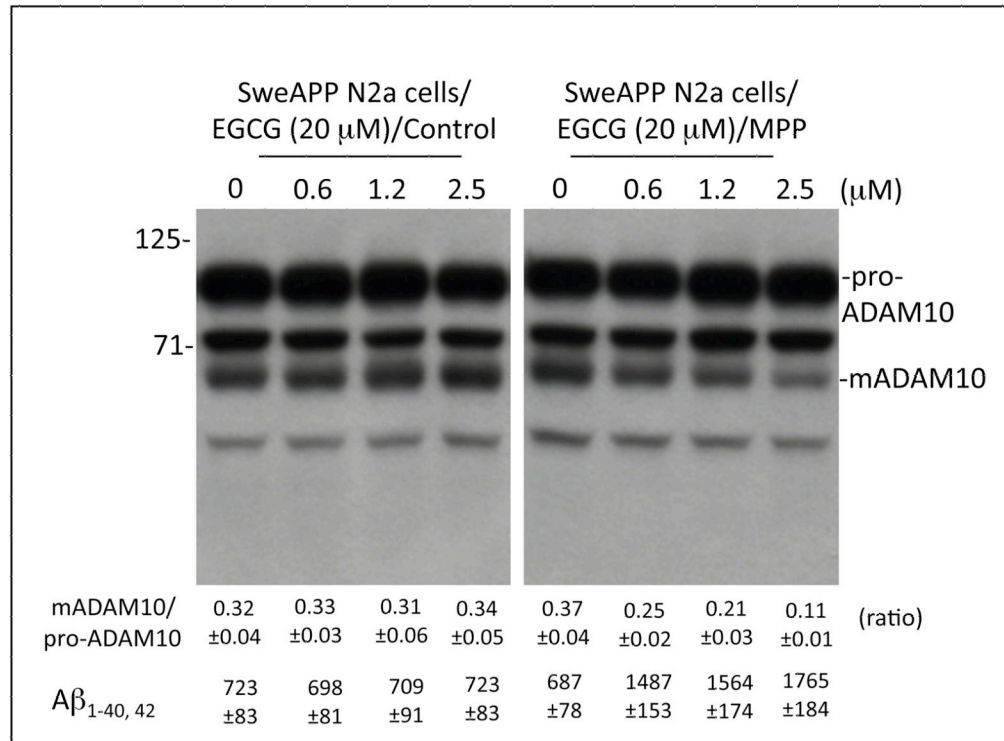 SweAPP N2a cells/
EGCG (20 μM)/Control
SweAPP N2a cells/
EGCG (20 μM)/MPP
0 0.6 1.2 2.5
0 0.6 1.2 2.5 (μM)
125-
71-
-pro-
ADAM10
-mADAM10
mADAM10/
pro-ADAM10
0.32 0.33 0.31 0.34 0.37 0.25 0.21 0.11
±0.04 ±0.03 ±0.06 ±0.05 ±0.04 ±0.02 ±0.03 ±0.01
(ratio)
Aβ1-40, 42
723 698 709 723 687 1487 1564 1765
±83 ±81 ±91 ±83 ±78 ±153 ±174 ±184